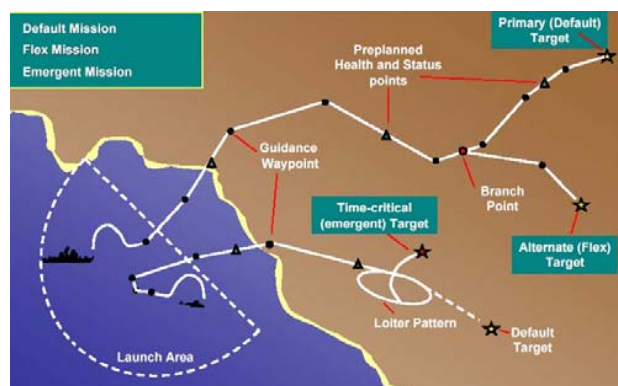 Default Mission
Flex Mission
Emergent Mission
Primary (Default)
Target
Preplanned
Health and Status
points
Guidance
Waypoint
Branch
Point
Time-critical
(emergent) Target
Alternate (Flex)
Target
Loiter Pattern
Default
Target
Launch Area